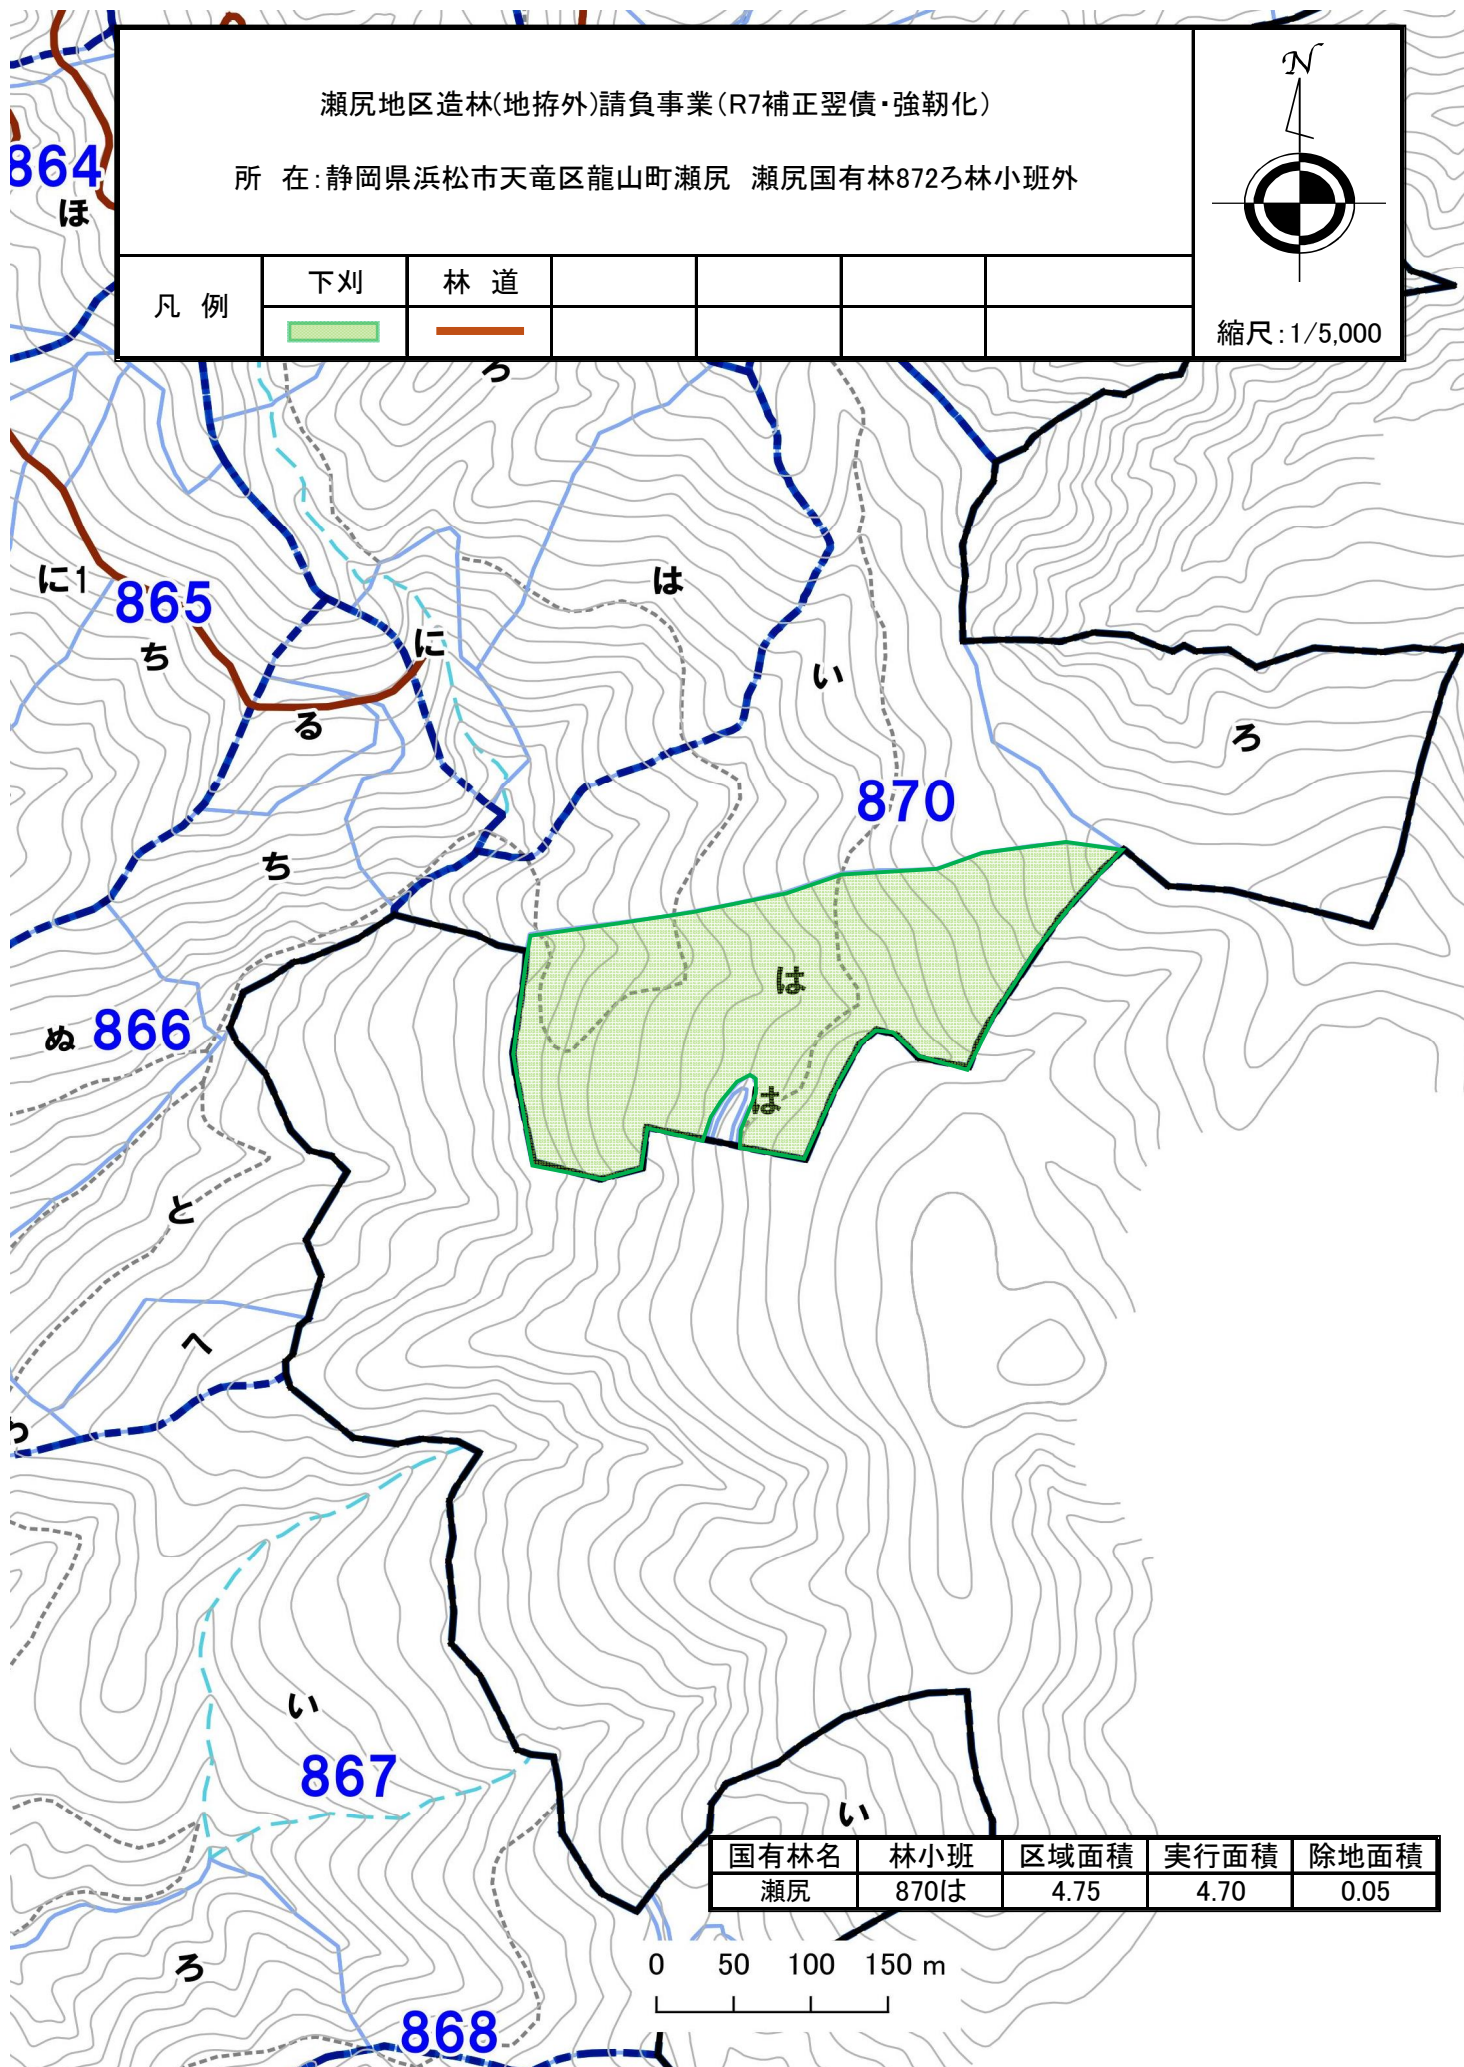 瀬尻地区造林(地拵外)請負事業(R7補正翌債・強靭化)
所 在:静岡県浜松市天竜区龍山町瀬尻 瀬尻国有林872ろ林小班外
N
縮尺:1/5,000
凡 例
下刈
林 道
864
ほ
ろ
に1
865
は
ち
に
い
る
ろ
870
ち
は
ぬ 866
は
と
へ
い
867
い
国有林名 林小班 区域面積 実行面積 除地面積
瀬尻 870は 4.75 4.70 0.05
ろ
0 50 100 150 m
868